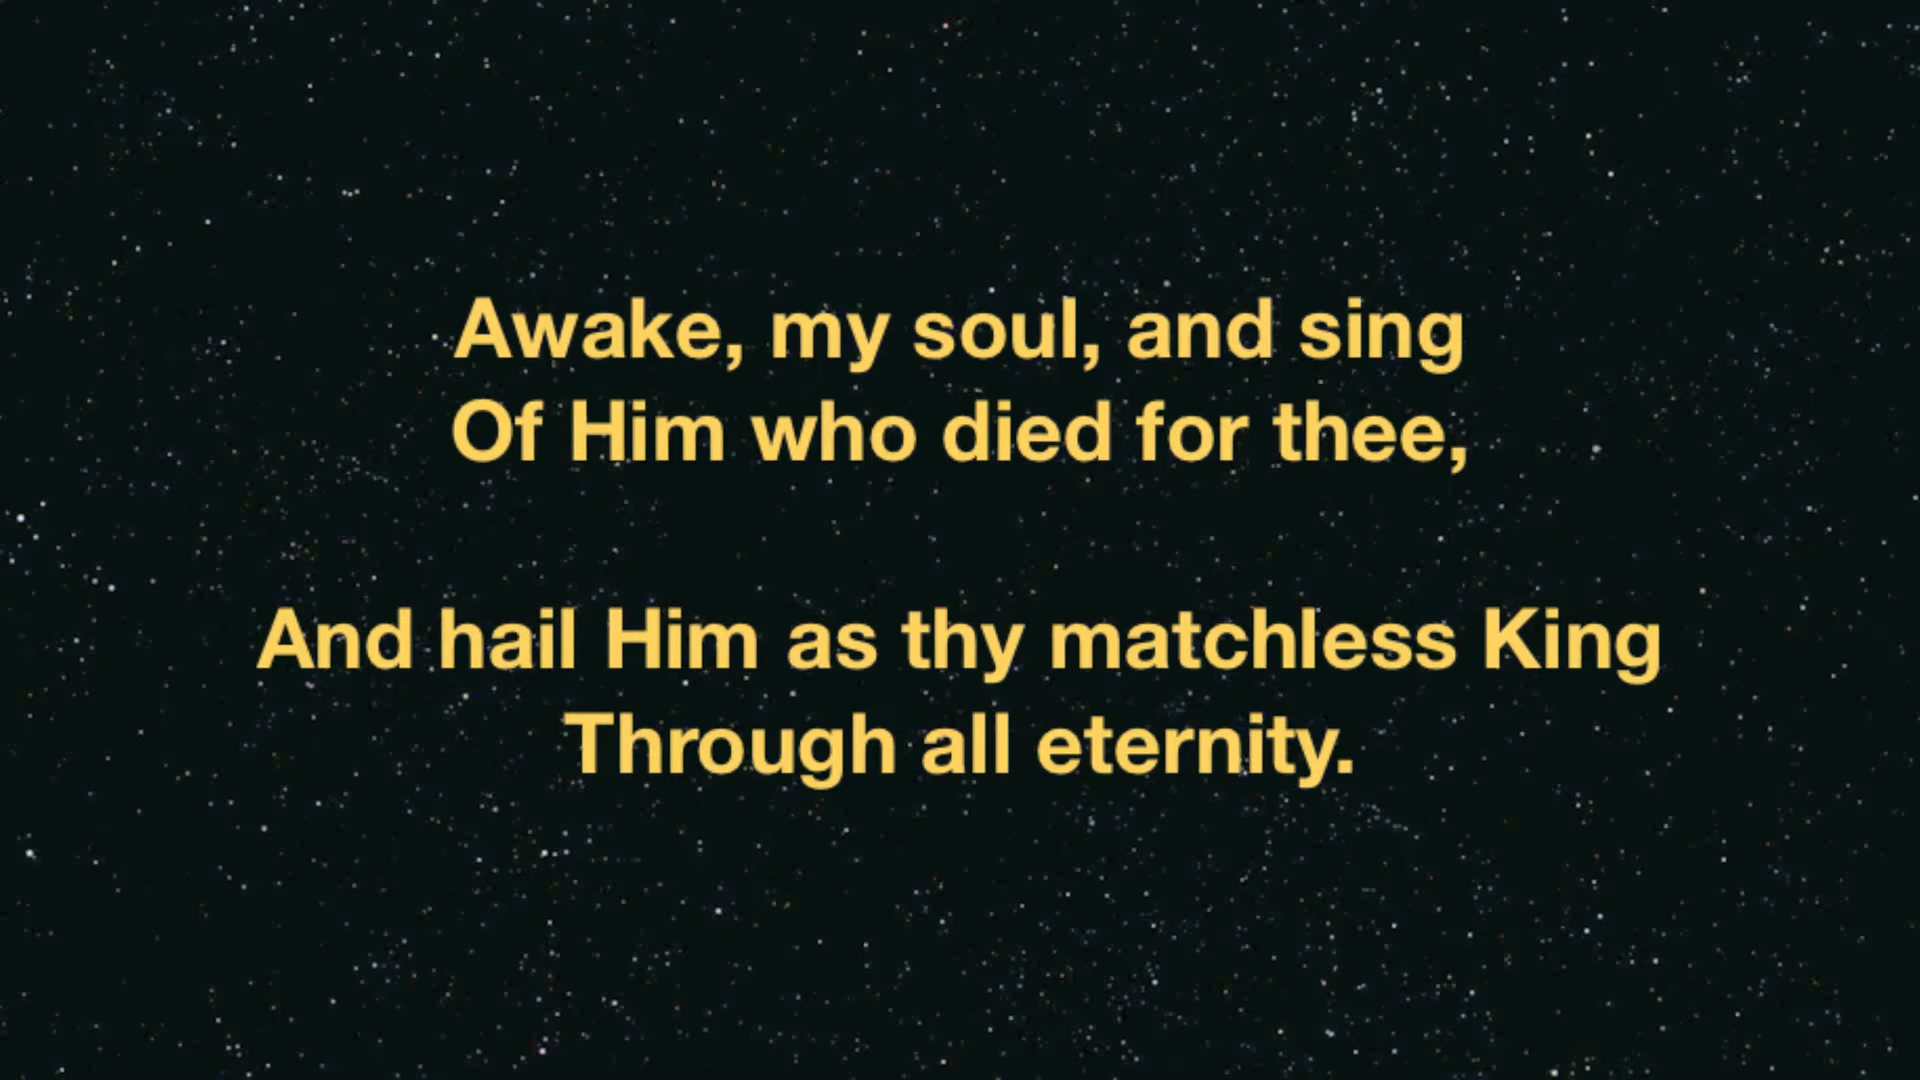 Awake, my soul, and sing
Of Him who died for thee,
And hail Him as thy matchless King
Through all eternity.